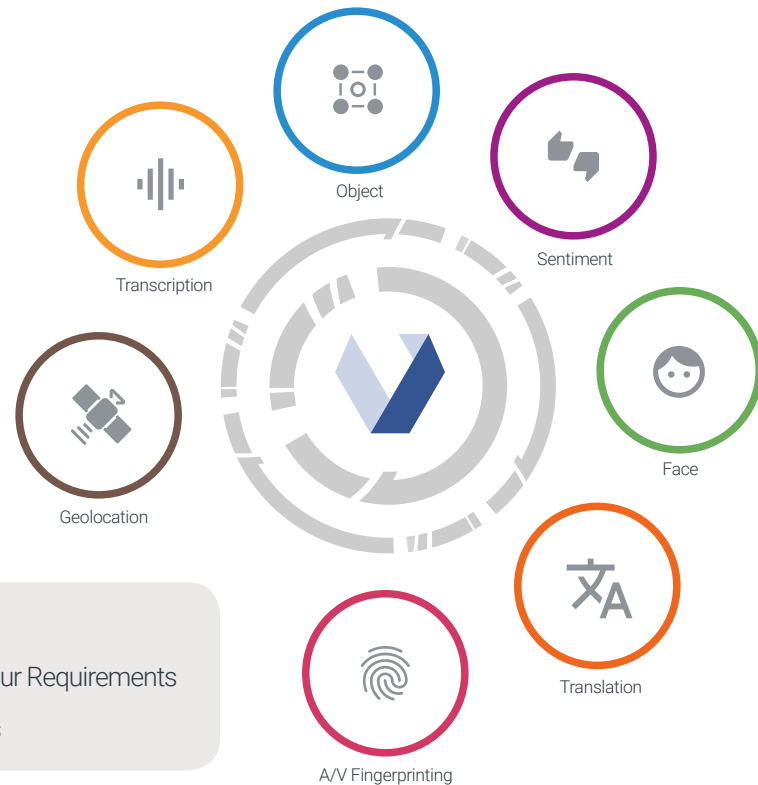 Object
Sentiment
Transcription
Face
Geolocation
ur Requirements
Translation
A/V Fingerprinting